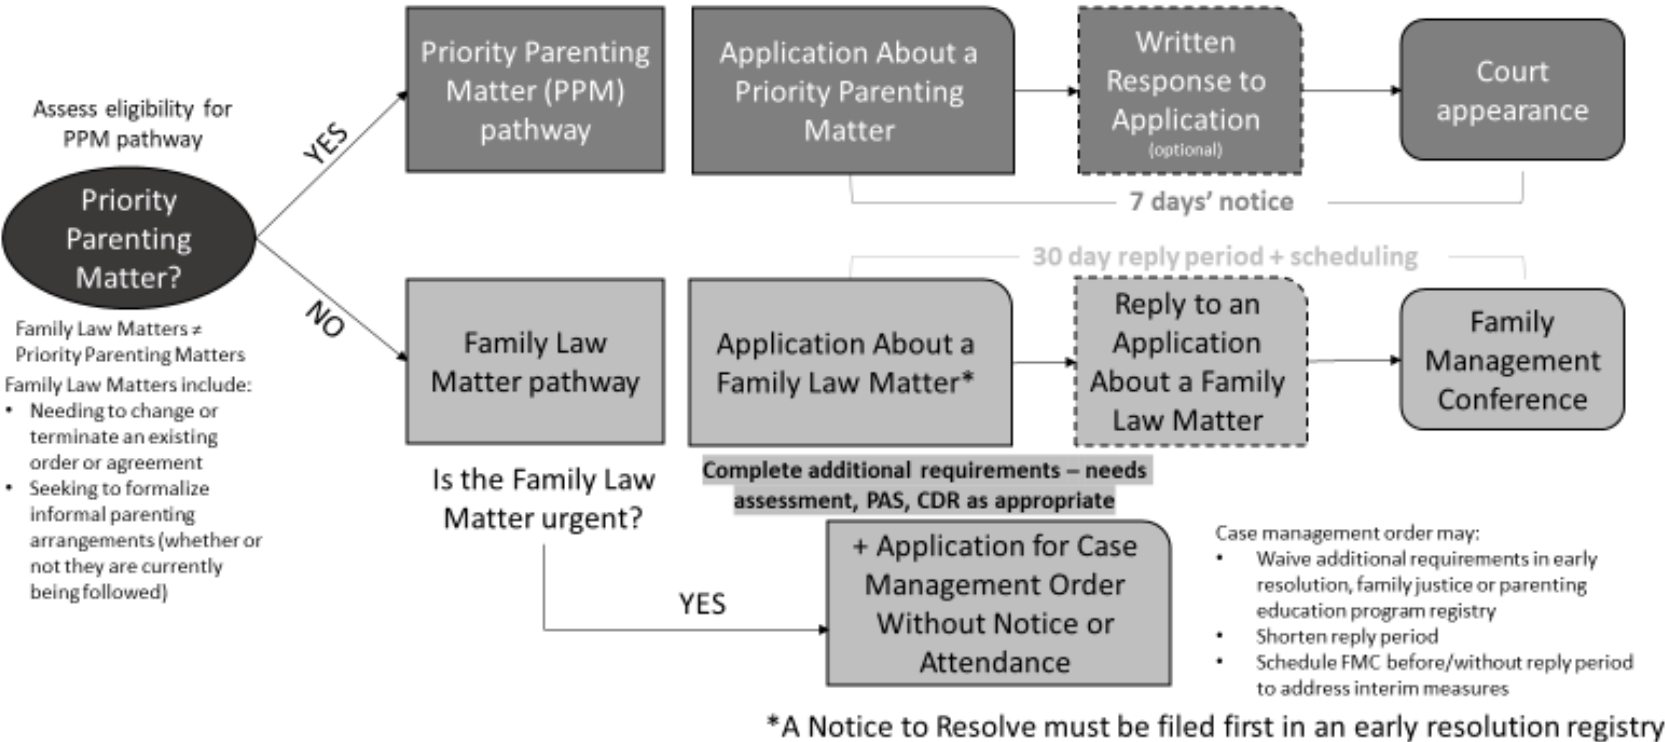 Assess eligibility for
PPM pathway
Priority
Parenting
Matter?
Family Law Matters ≠
Priority Parenting Matters
Family Law Matters include:
• Needing to change or
terminate an existing
order or agreement
• Seeking to formalize
informal parenting
arrangements (whether or
not they are currently
being followed)
YES
Priority Parenting
Matter (PPM)
pathway
Application About a
Priority Parenting
Matter
Written
Response to
Application
(optional)
Court
appearance
7 days’ notice
NO
Family Law
Matter pathway
30 day reply period + scheduling
Application About a
Family Law Matter*
Reply to an
Application
About a Family
Law Matter
Family
Management
Conference
Complete additional requirements – needs
assessment, PAS, CDR as appropriate
Is the Family Law
Matter urgent?
YES
+ Application for Case
Management Order
Without Notice or
Attendance
Case management order may:
• Waive additional requirements in early
resolution, family justice or parenting
education program registry
• Shorten reply period
• Schedule FMC before/without reply period
to address interim measures
*A Notice to Resolve must be filed first in an early resolution registry